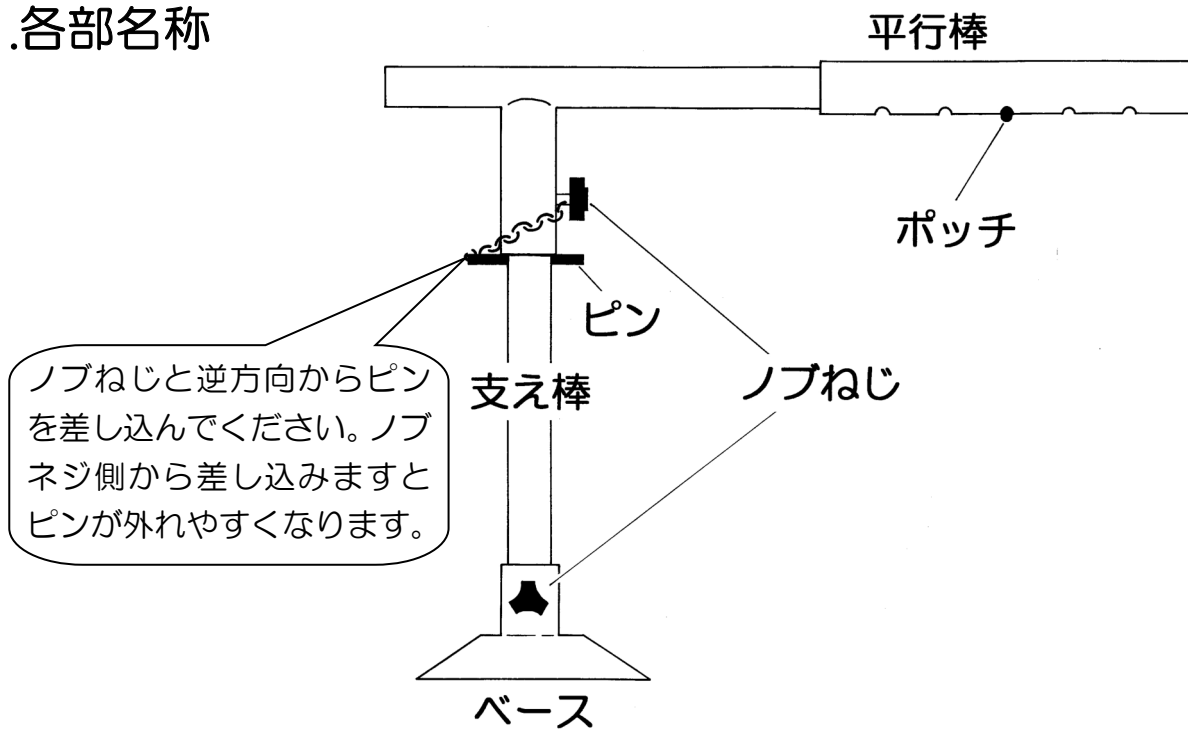 .各部名称
平行棒
ポッチ
ピン
ノブねじと逆方向からピン
を差し込んでください。ノブ
ネジ側から差し込みますと
ピンが外れやすくなります。
支え棒
ノブねじ
ベース